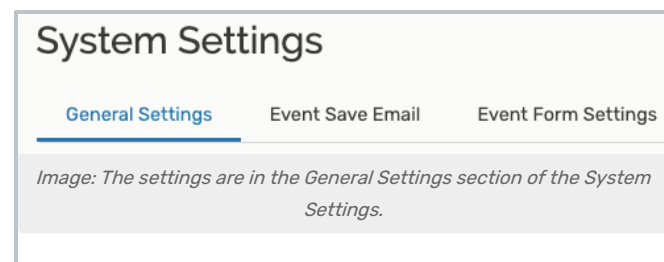 System Settings
General Settings Event Save Email Event Form Settings
Image: The settings are in the General Settings section of the System
Settings.